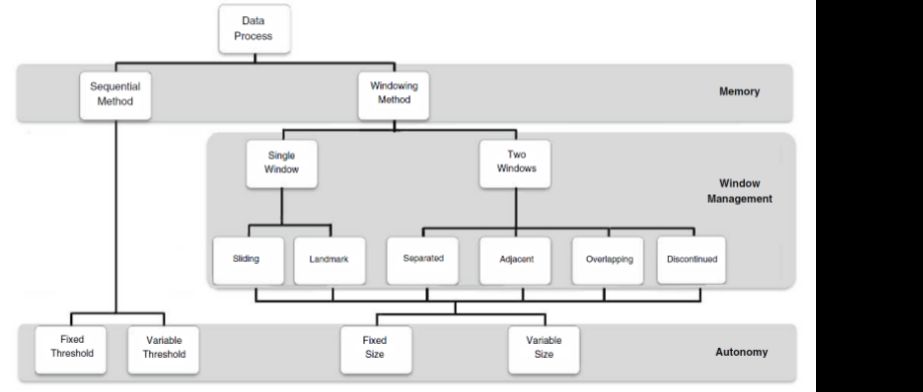 Data
Process
Sequential
Method
Windowing
Method
Memory
Single
Window
Two
Windows
Window
Management
Sliding
Landmark
Separated
Adjacent
Overlapping
Discontinued
Fixed
Threshold
Variable
Threshold
Fixed
Size
Variable
Size
Autonomy